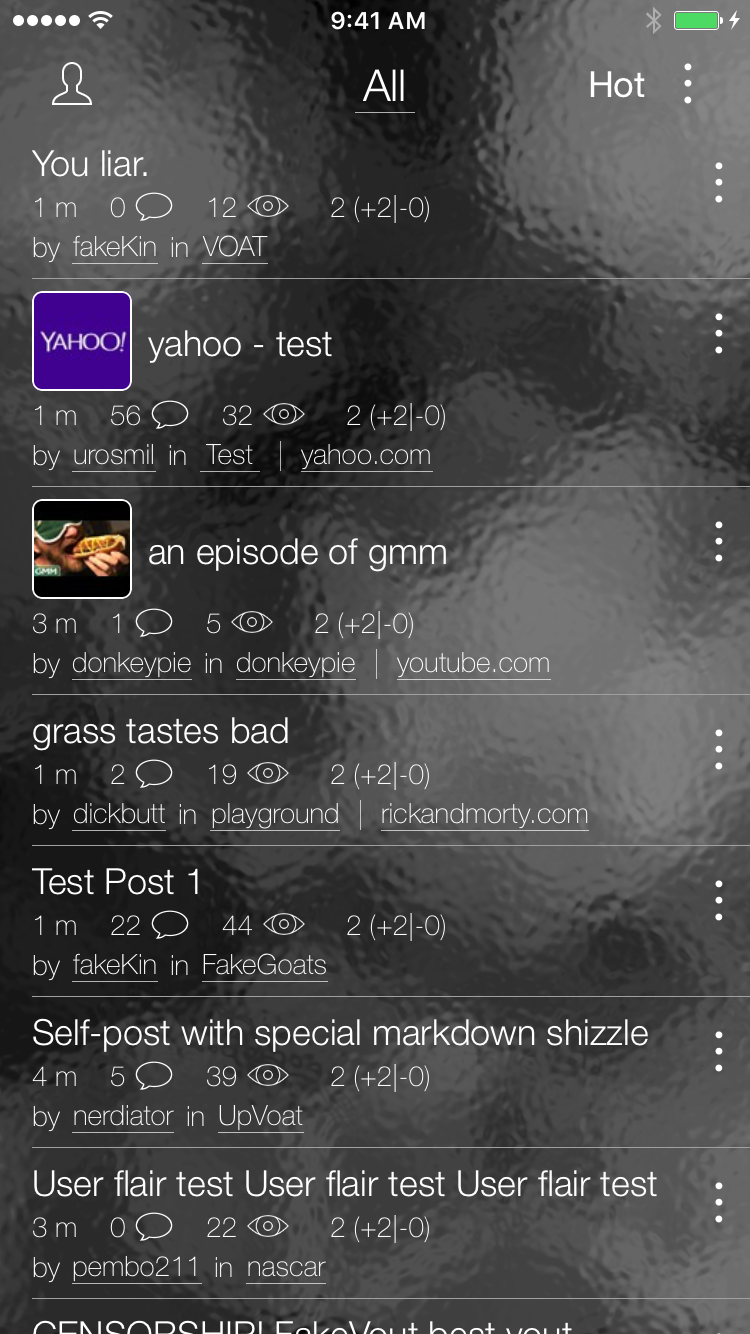 9:41 AM
All
Hot
You liar.
1 m 0 12 2 (+2|-0)
by fakeKin in VOAT
YAHOO!
yahoo - test
1 m 56 32 2 (+2|-0)
by urosmil in Test | yahoo.com
GMM
an episode of gmm
3 m 1 5 2 (+2|-0)
by donkeypie in donkeypie | youtube.com
grass tastes bad
1 m 2 19 2 (+2|-0)
by dickbutt in playground | rickandmorty.com
Test Post 1
1 m 22 44 2 (+2|-0)
by fakeKin in FakeGoats
Self-post with special markdown shizzle
4 m 5 39 2 (+2|-0)
by nerdiator in UpVoat
User flair test User flair test User flair test
3 m 0 22 2 (+2|-0)
by pembo211 in nascar
CENSORSHIP! FakeVout best vout